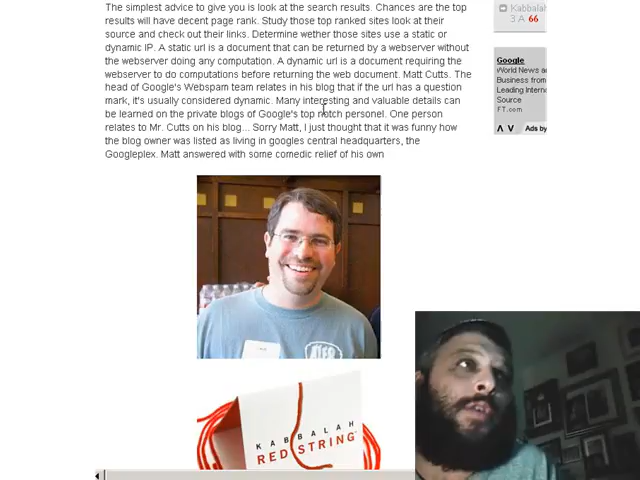 The simplest advice to give you is look at the search results. Chances are the top
results will have decent page rank. Study those top ranked sites look at their
source and check out their links. Determine wether those sites use a static or
dynamic IP. A static url is a document that can be returned by a webserver without
the webserver doing any computation. A dynamic url is a document requiring the
webserver to do computations before returning the web document. Matt Cutts. The
head of Google's Webspam team relates in his blog that if the url has a question
mark, it's usually considered dynamic. Many interesting and valuable details can
be learned on the private blogs of Google's top notch personel. One person
relates to Mr. Cutts on his blog... Sorry Matt, I just thought that it was funny how
the blog owner was listed as living in googles central headquarters, the
Googleplex. Matt answered with some comedic relief of his own
Kabbalah
3 A 66
Google
World News a
Business from
Leading Intern
Source
FT.com
Ads by
KABBALAH
RED STRING